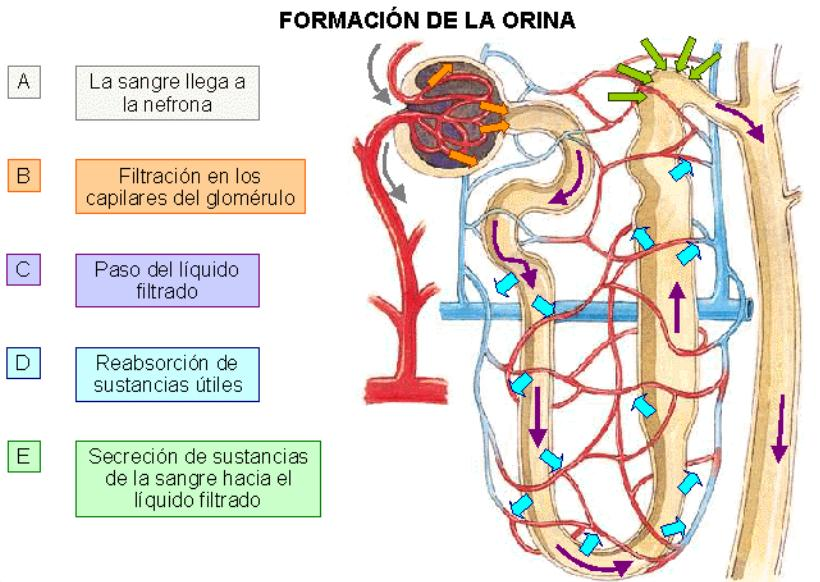 FORMACIÓN DE LA ORINA
A
La sangre llega a
la nefrona
B
Filtración en los
capilares del glomérulo
C
Paso del líquido
filtrado
D
Reabsorción de
sustancias útiles
E
Secreción de sustancias
de la sangre hacia el
líquido filtrado